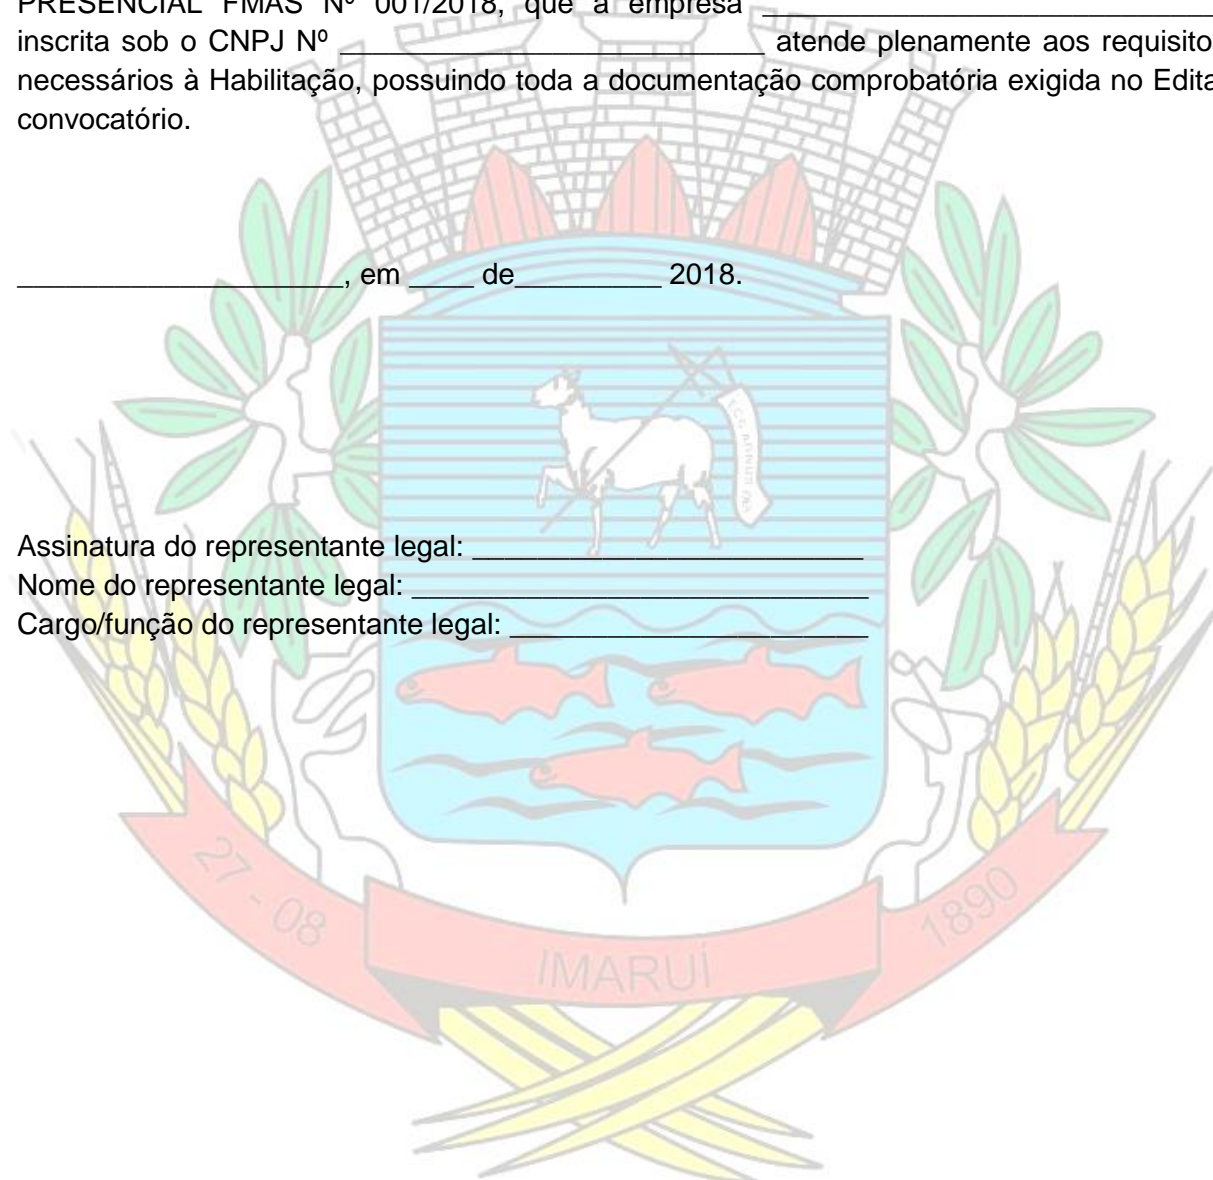 PRESENCIAL FMAS Nº 001/2018, que a empresa ____________________________
inscrita sob o CNPJ Nº __________________________ atende plenamente aos requisito
necessários à Habilitação, possuindo toda a documentação comprobatória exigida no Edita
convocatório.
____________________, em ____ de_________ 2018.
Assinatura do representante legal: ________________________
Nome do representante legal: ____________________________
Cargo/função do representante legal: ______________________
27 - 08
IMARUÍ
1890